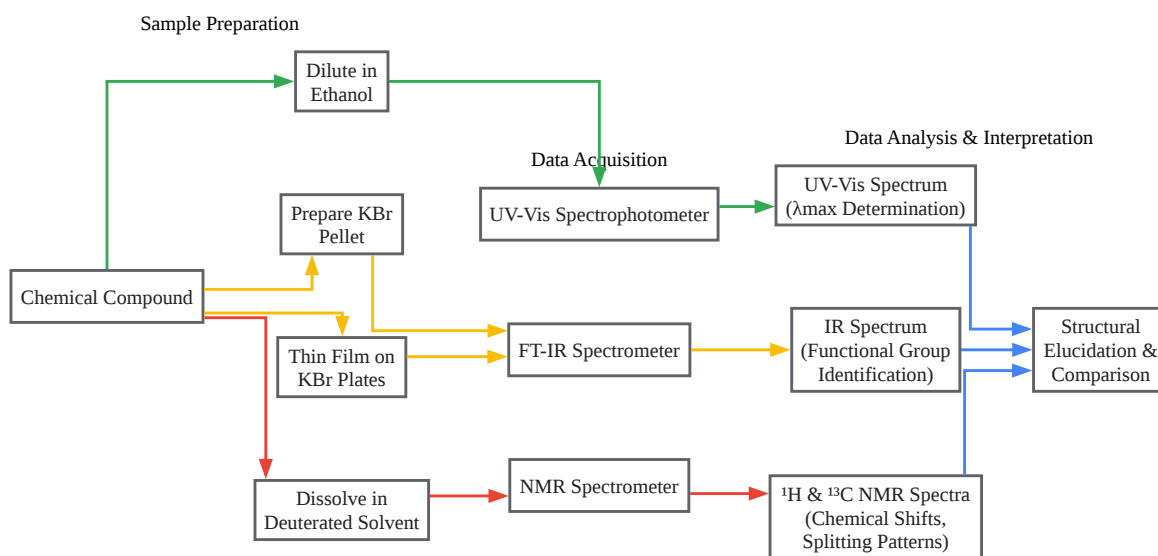 Sample Preparation
Dilute in
Ethanol
Data Analysis & Interpretation
Data Acquisition
UV-Vis Spectrophotometer
UV-Vis Spectrum
(λmax Determination)
Prepare KBr
Pellet
Chemical Compound
Thin Film on
KBr Plates
FT-IR Spectrometer
IR Spectrum
(Functional Group
Identification)
Structural
Elucidation &
Comparison
Dissolve in
Deuterated Solvent
NMR Spectrometer
¹H & ¹³C NMR Spectra
(Chemical Shifts,
Splitting Patterns)